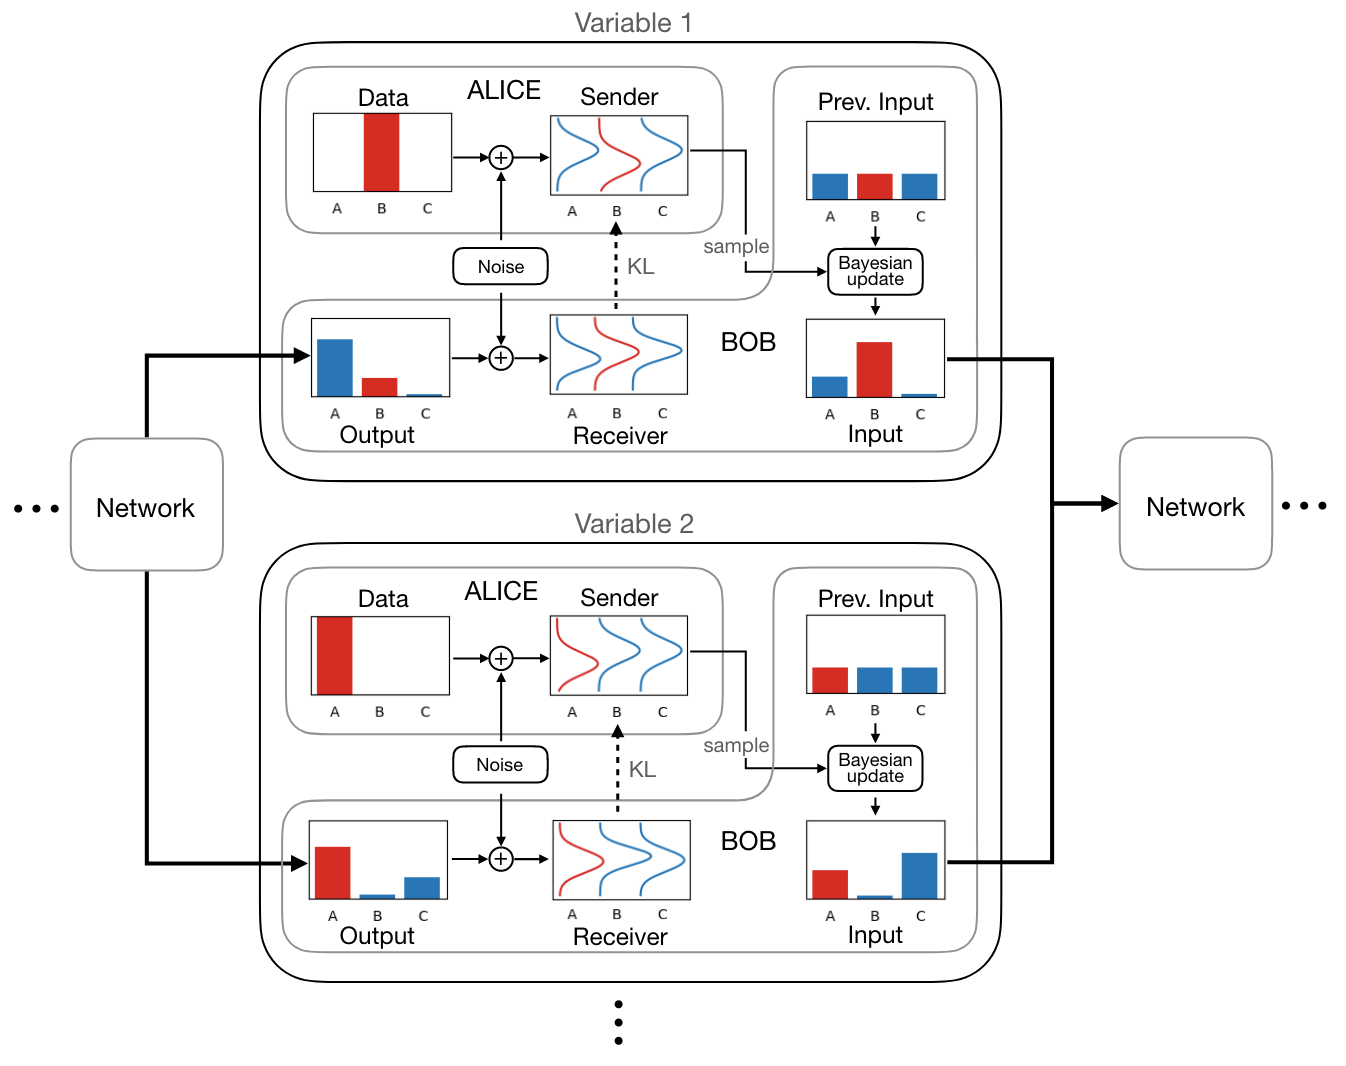 Variable 1
Data
ALICE
Sender
Prev. Input
A B C
A B C
A B C
sample
Noise
KL
Bayesian
update
BOB
A B C
A B C
A B C
Output
Receiver
Input
Network
Network
Variable 2
Data
ALICE
Sender
Prev. Input
A B C
A B C
A B C
sample
Noise
KL
Bayesian
update
BOB
A B C
A B C
A B C
Output
Receiver
Input